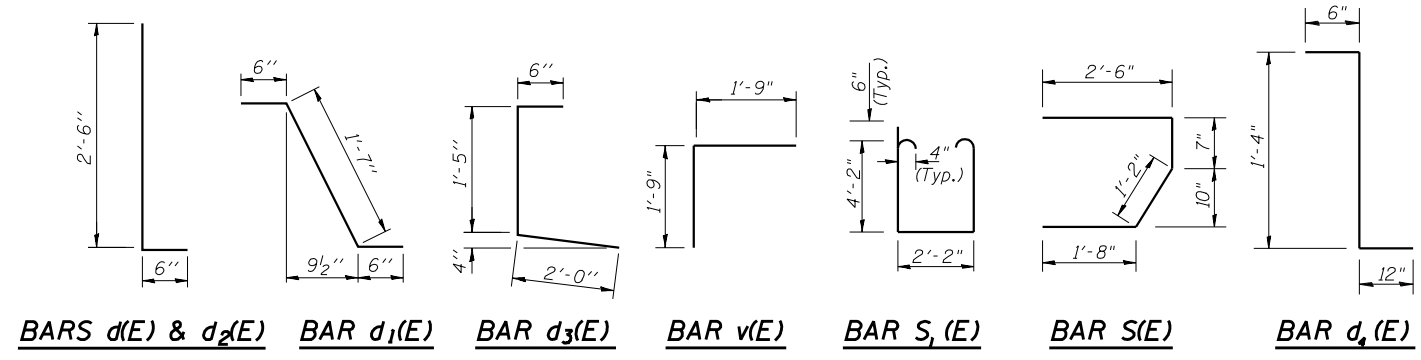 2'-6''
6''
BARS d(E) & d2(E)
6''
1'-7''
9½''
6''
BAR d1(E)
6''
1'-5''
4''
2'-0''
BAR d3(E)
1'-9"
1'-9"
BAR v(E)
6"
(Typ.)
4"
(Typ.)
4'-2"
2'-2"
BAR S1(E)
2'-6"
7"
1'-2"
10"
1'-8"
BAR S(E)
6"
1'-4"
12"
BAR d4(E)